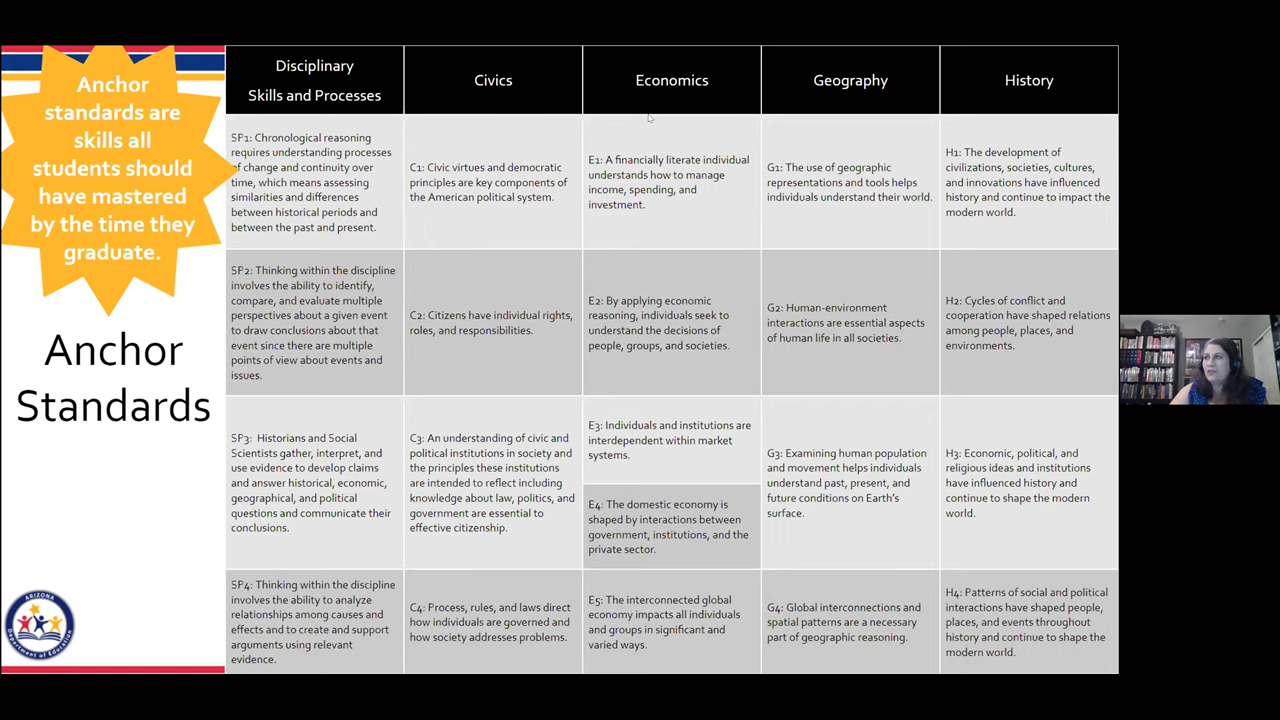 Anchor
standards are
skills all
students should
have mastered
by the time they
graduate.
Anchor
Standards
ARIZONA
Department of Education
Disciplinary
Skills and Processes
Civics
Economics
Geography
History
SP1: Chronological reasoning
requires understanding processes
of change and continuity over
time, which means assessing
similarities and differences
between historical periods and
between the past and present.
C1: Civic virtues and democratic
principles are key components of
the American political system.
E1: A financially literate individual
understands how to manage
income, spending, and
investment.
G1: The use of geographic
representations and tools helps
individuals understand their world.
H1: The development of
civilizations, societies, cultures,
and innovations have influenced
history and continue to impact the
modern world.
SP2: Thinking within the discipline
involves the ability to identify,
compare, and evaluate multiple
perspectives about a given event
to draw conclusions about that
event since there are multiple
points of view about events and
issues.
C2: Citizens have individual rights,
roles, and responsibilities.
E2: By applying economic
reasoning, individuals seek to
understand the decisions of
people, groups, and societies.
G2: Human-environment
interactions are essential aspects
of human life in all societies.
H2: Cycles of conflict and
cooperation have shaped relations
among people, places, and
environments.
SP3: Historians and Social
Scientists gather, interpret, and
use evidence to develop claims
and answer historical, economic,
geographical, and political
questions and communicate their
conclusions.
C3: An understanding of civic and
political institutions in society and
the principles these institutions
are intended to reflect including
knowledge about law, politics, and
government are essential to
effective citizenship.
E3: Individuals and institutions are
interdependent within market
systems.
E4: The domestic economy is
shaped by interactions between
government, institutions, and the
private sector.
G3: Examining human population
and movement helps individuals
understand past, present, and
future conditions on Earth's
surface.
H3: Economic, political, and
religious ideas and institutions
have influenced history and
continue to shape the modern
world.
SP4: Thinking within the discipline
involves the ability to analyze
relationships among causes and
effects and to create and support
arguments using relevant
evidence.
C4: Process, rules, and laws direct
how individuals are governed and
how society addresses problems.
E5: The interconnected global
economy impacts all individuals
and groups in significant and
varied ways.
G4: Global interconnections and
spatial patterns are a necessary
part of geographic reasoning.
H4: Patterns of social and political
interactions have shaped people,
places, and events throughout
history and continue to shape the
modern world.